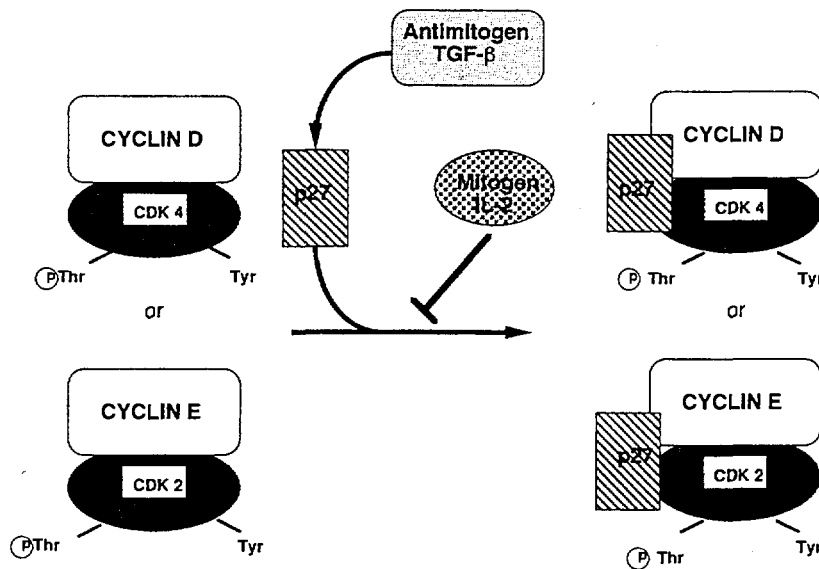 Antimitogen
TGF-β
CYCLIN D
CDK 4
P Thr
Tyr
or
CYCLIN E
CDK 2
P Thr
Tyr
p27
Mitogen
IL-2
CYCLIN D
p27
CDK 4
P Thr
Tyr
or
CYCLIN E
p27
CDK 2
P Thr
Tyr